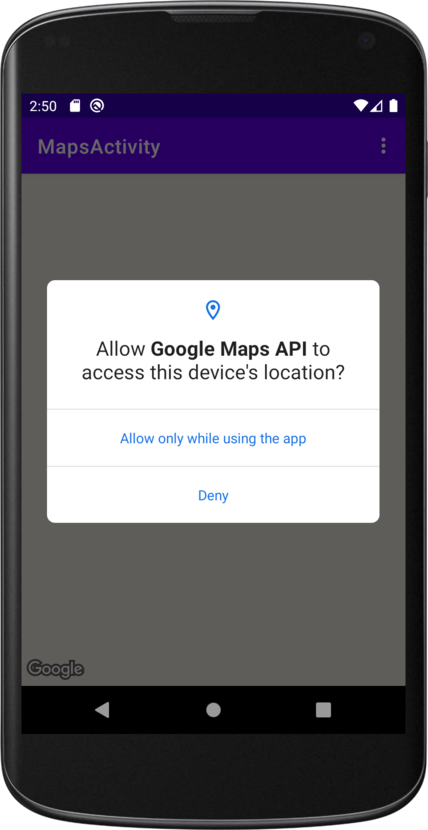 2:50
MapsActivity
Allow Google Maps API to
access this device's location?
Allow only while using the app
Deny
Google